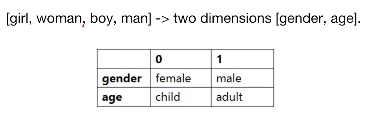 [girl, woman, boy, man] -> two dimensions [gender, age].
0 1
gender female male
age child adult